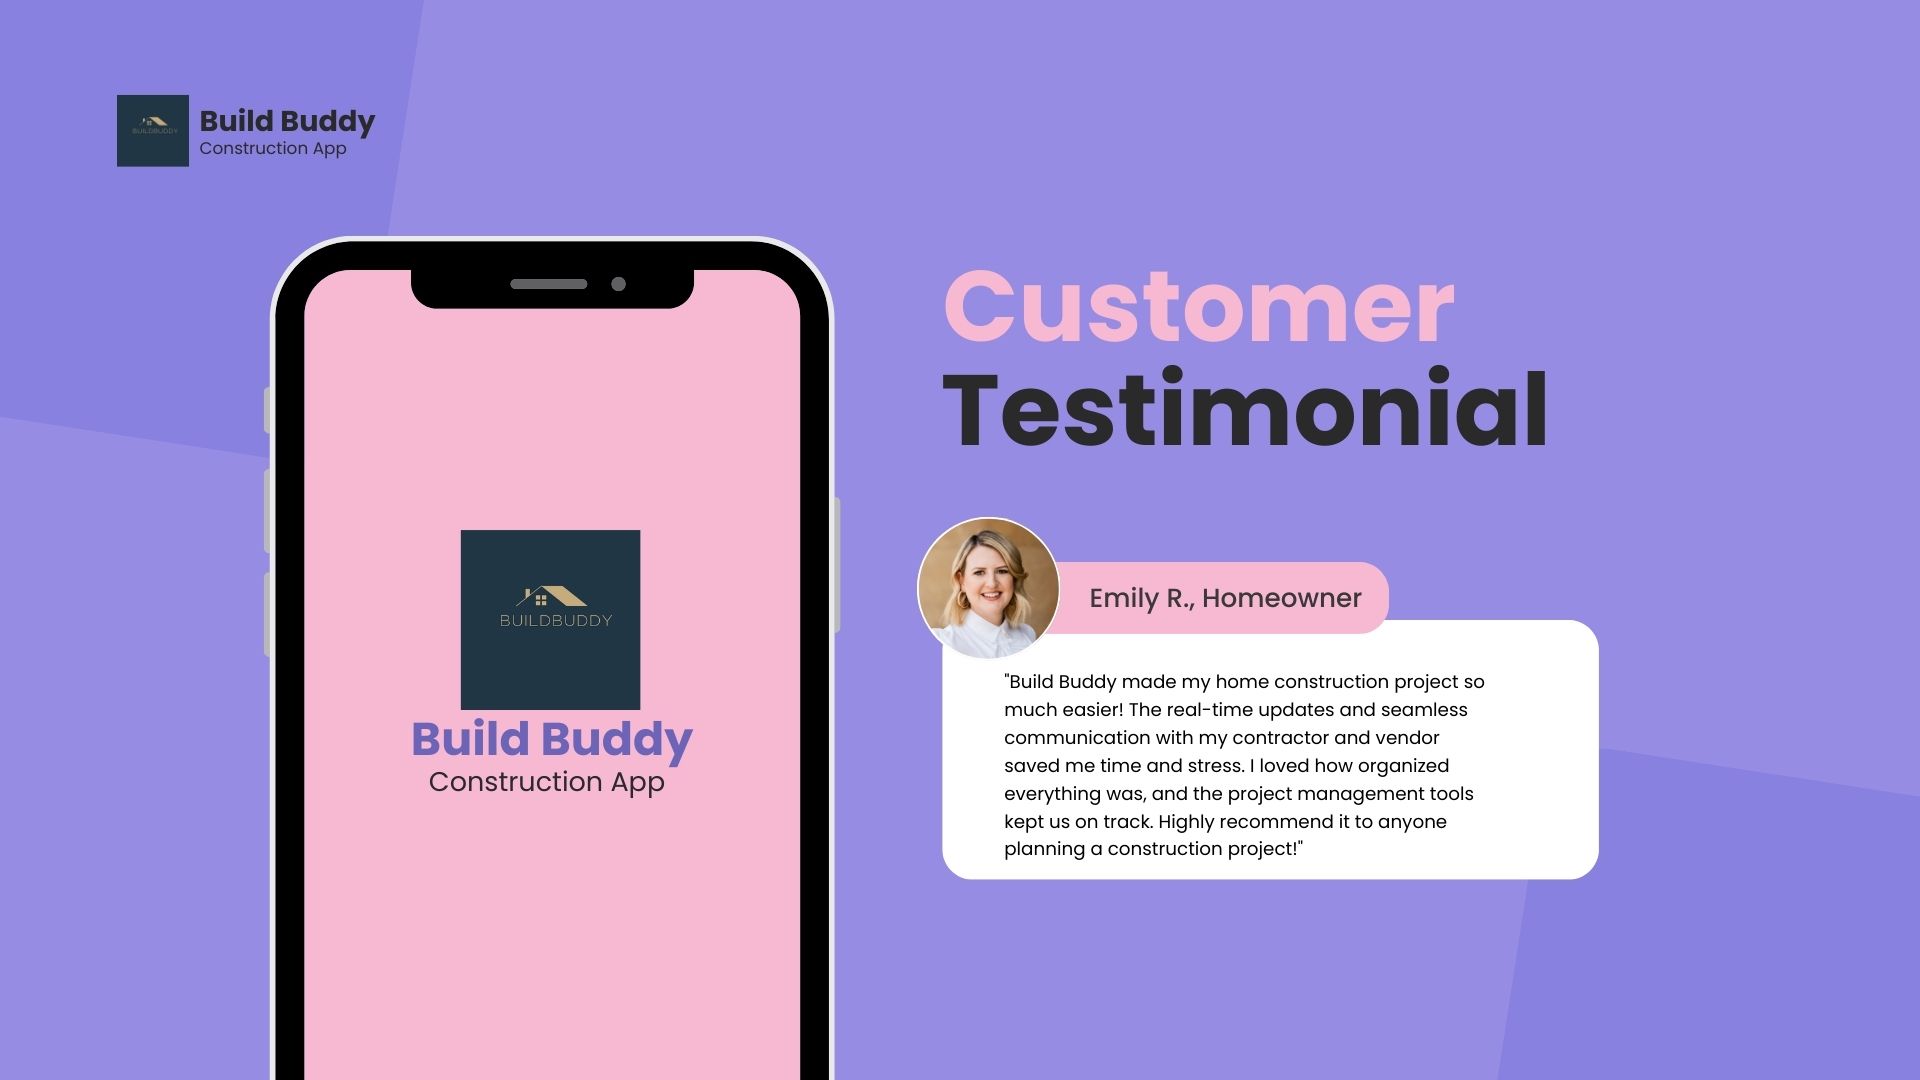 BUILDBUDDY
Build Buddy
Construction App
Customer
Testimonial
BUILDBUDDY
Build Buddy
Construction App
Emily R., Homeowner
"Build Buddy made my home construction project so
much easier! The real-time updates and seamless
communication with my contractor and vendor
saved me time and stress. I loved how organized
everything was, and the project management tools
kept us on track. Highly recommend it to anyone
planning a construction project!"